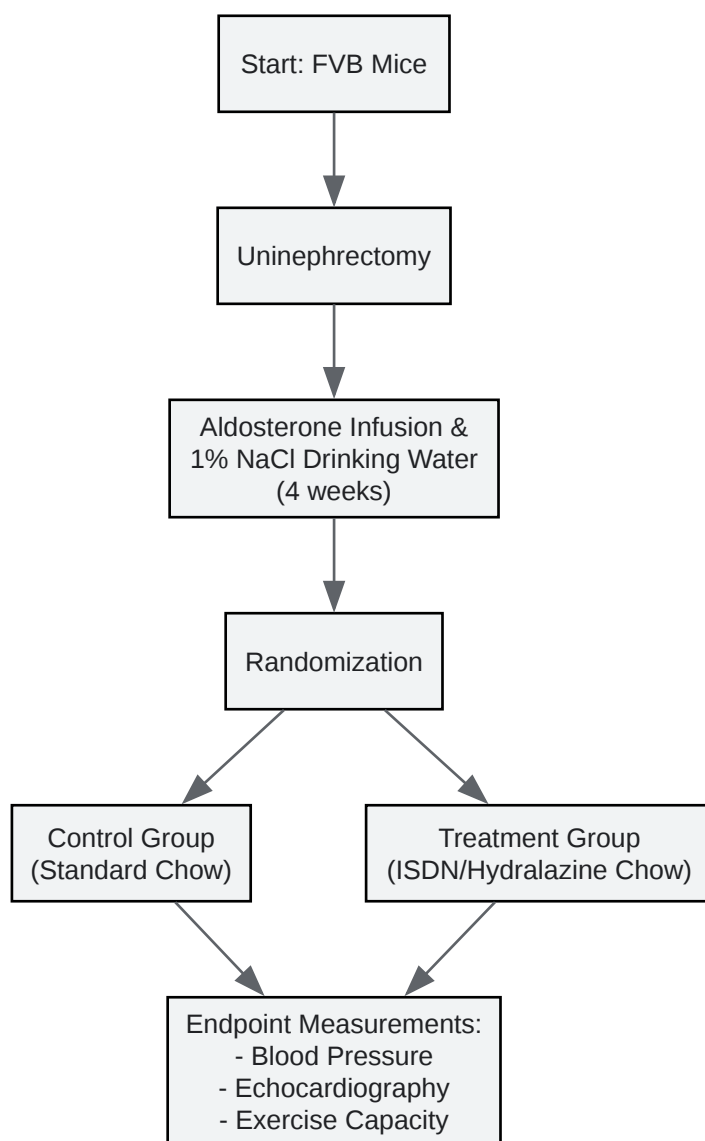 Start: FVB Mice
Uninephrectomy
Aldosterone Infusion &
1% NaCl Drinking Water
(4 weeks)
Randomization
Control Group
(Standard Chow)
Treatment Group
(ISDN/Hydralazine Chow)
Endpoint Measurements:
- Blood Pressure
- Echocardiography
- Exercise Capacity